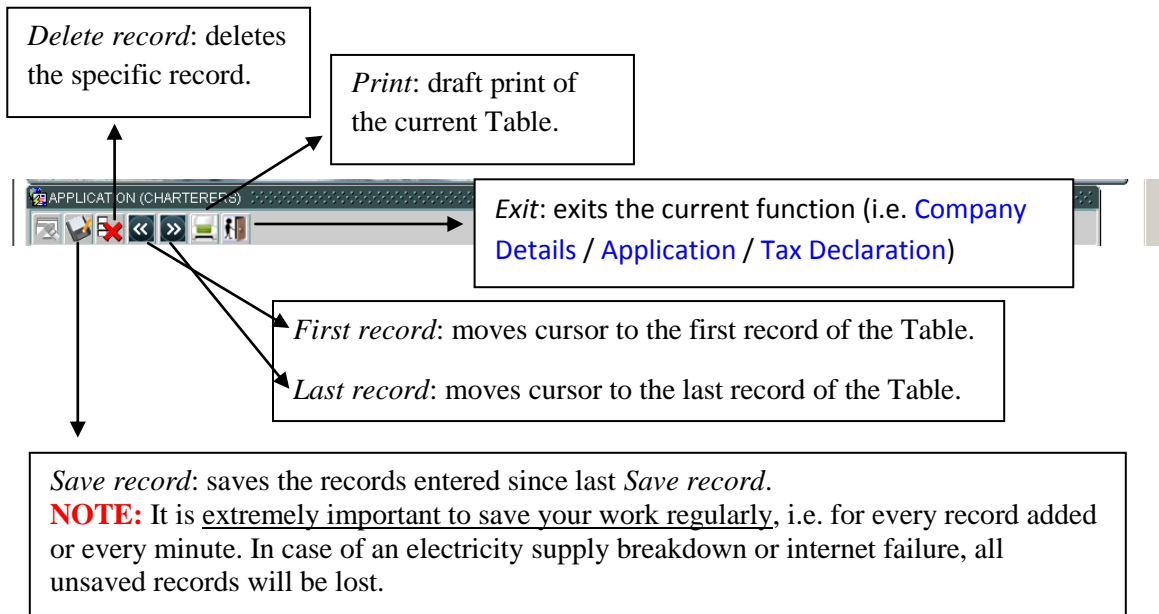 Delete record: deletes
the specific record.
Print: draft print of
the current Table.
APPLICATION (CHARTERERS)
Exit: exits the current function (i.e. Company
Details / Application / Tax Declaration)
First record: moves cursor to the first record of the Table.
Last record: moves cursor to the last record of the Table.
Save record: saves the records entered since last Save record.
NOTE: It is extremely important to save your work regularly, i.e. for every record added
or every minute. In case of an electricity supply breakdown or internet failure, all
unsaved records will be lost.